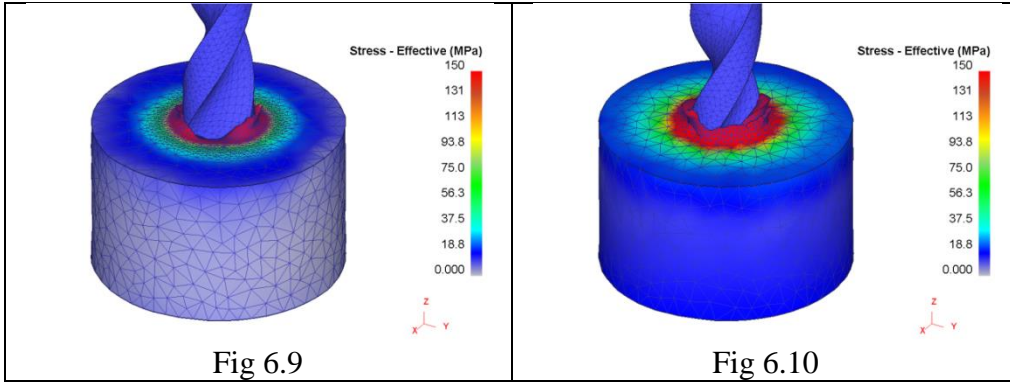 Stress - Effective (MPa)
150
131
113
93.8
75.0
56.3
37.5
18.8
0.000
Z
X Y
Fig 6.9
Stress - Effective (MPa)
150
131
113
93.8
75.0
56.3
37.5
18.8
0.000
Z
X Y
Fig 6.10